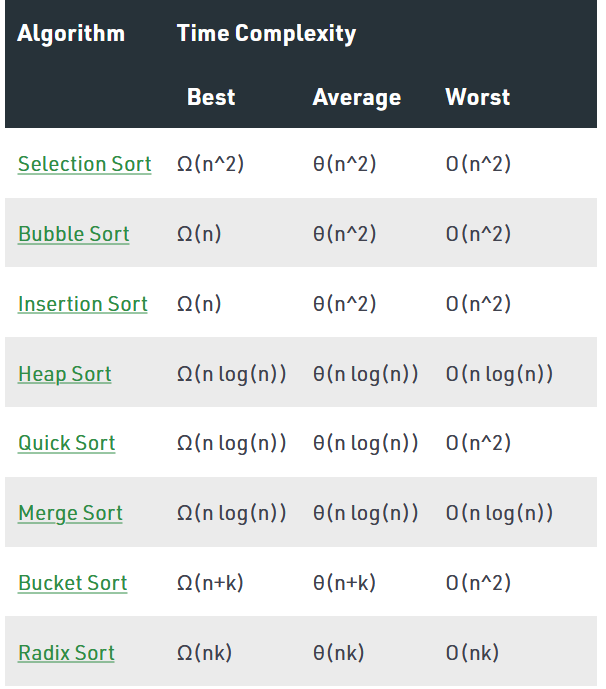 Algorithm Time Complexity
Best Average Worst
Selection Sort Ω(n^2) θ(n^2) O(n^2)
Bubble Sort Ω(n) θ(n^2) O(n^2)
Insertion Sort Ω(n) θ(n^2) O(n^2)
Heap Sort Ω(n log(n)) θ(n log(n)) O(n log(n))
Quick Sort Ω(n log(n)) θ(n log(n)) O(n^2)
Merge Sort Ω(n log(n)) θ(n log(n)) O(n log(n))
Bucket Sort Ω(n+k) θ(n+k) O(n^2)
Radix Sort Ω(nk) θ(nk) O(nk)